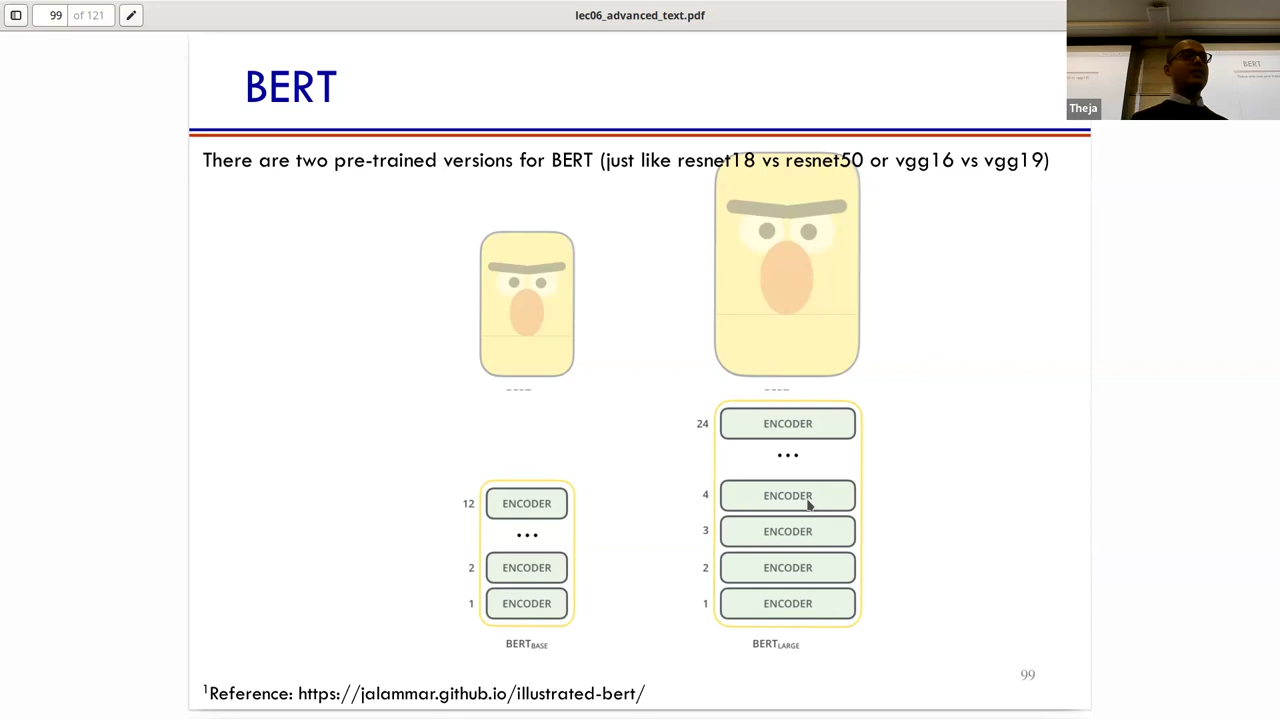 99 of 121
lec06_advanced_text.pdf
Theja
BERT
There are two pre-trained versions for BERT (just like resnet18 vs resnet50 or vgg16 vs vgg19)
12 ENCODER
...
2 ENCODER
1 ENCODER
BERTBASE
24 ENCODER
...
4 ENCODER
3 ENCODER
2 ENCODER
1 ENCODER
BERTLARGE
99
1Reference: https://jalammar.github.io/illustrated-bert/